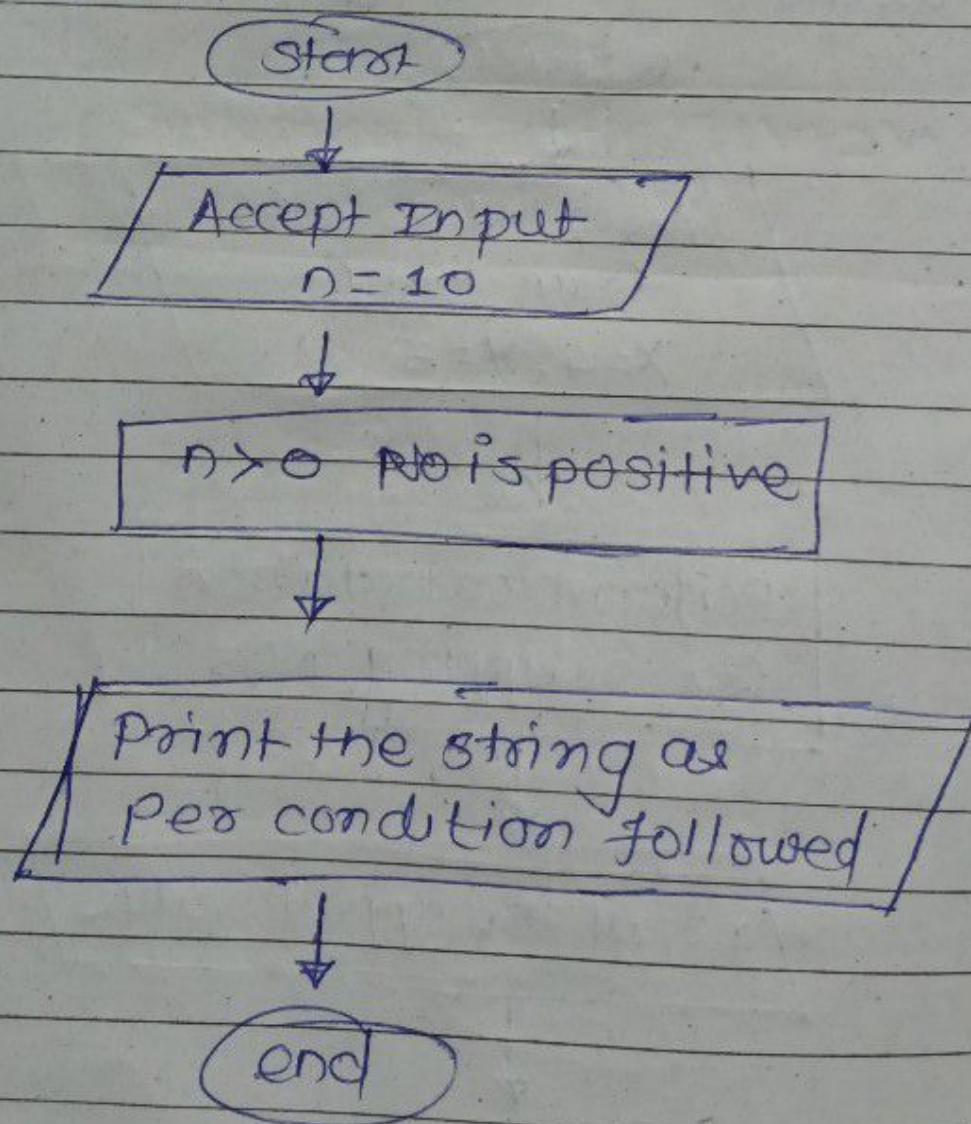 Start
Accept Input
n = 10
n > 0 No is positive
Print the string as
Per condition followed
end